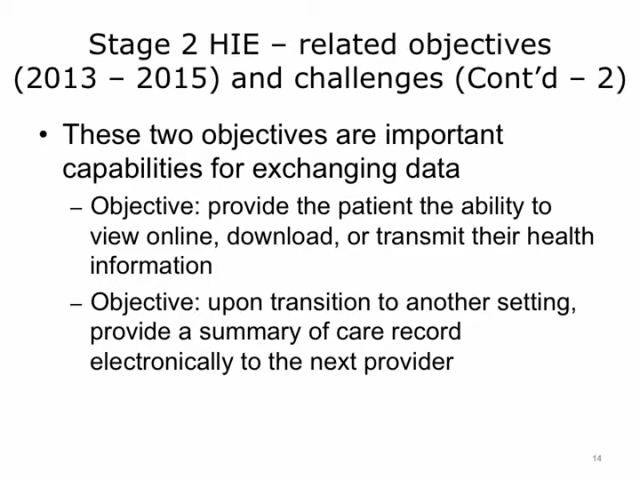 Stage 2 HIE – related objectives
(2013 – 2015) and challenges (Cont’d – 2)
• These two objectives are important
capabilities for exchanging data
– Objective: provide the patient the ability to
view online, download, or transmit their health
information
– Objective: upon transition to another setting,
provide a summary of care record
electronically to the next provider
14